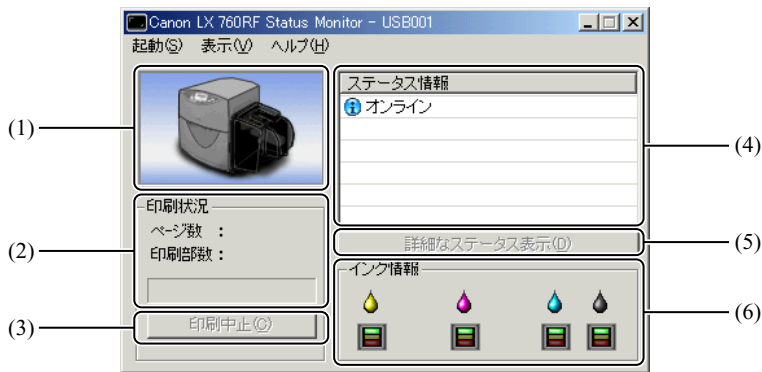 Canon LX 760RF Status Monitor - USB001
起動(S) 表示(V) ヘルプ(H)
(1)
ステータス情報
オンライン
(4)
印刷状況
ページ数 :
印刷部数 :
(2)
詳細なステータス表示(D)
(5)
インク情報
(6)
印刷中止(C)
(3)